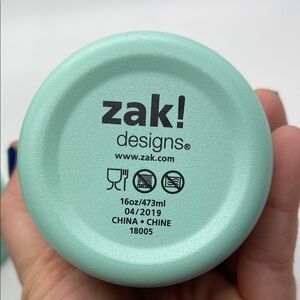 zak!
designs®
www.zak.com
16oz/473ml
04/2019
CHINA • CHINE
18005